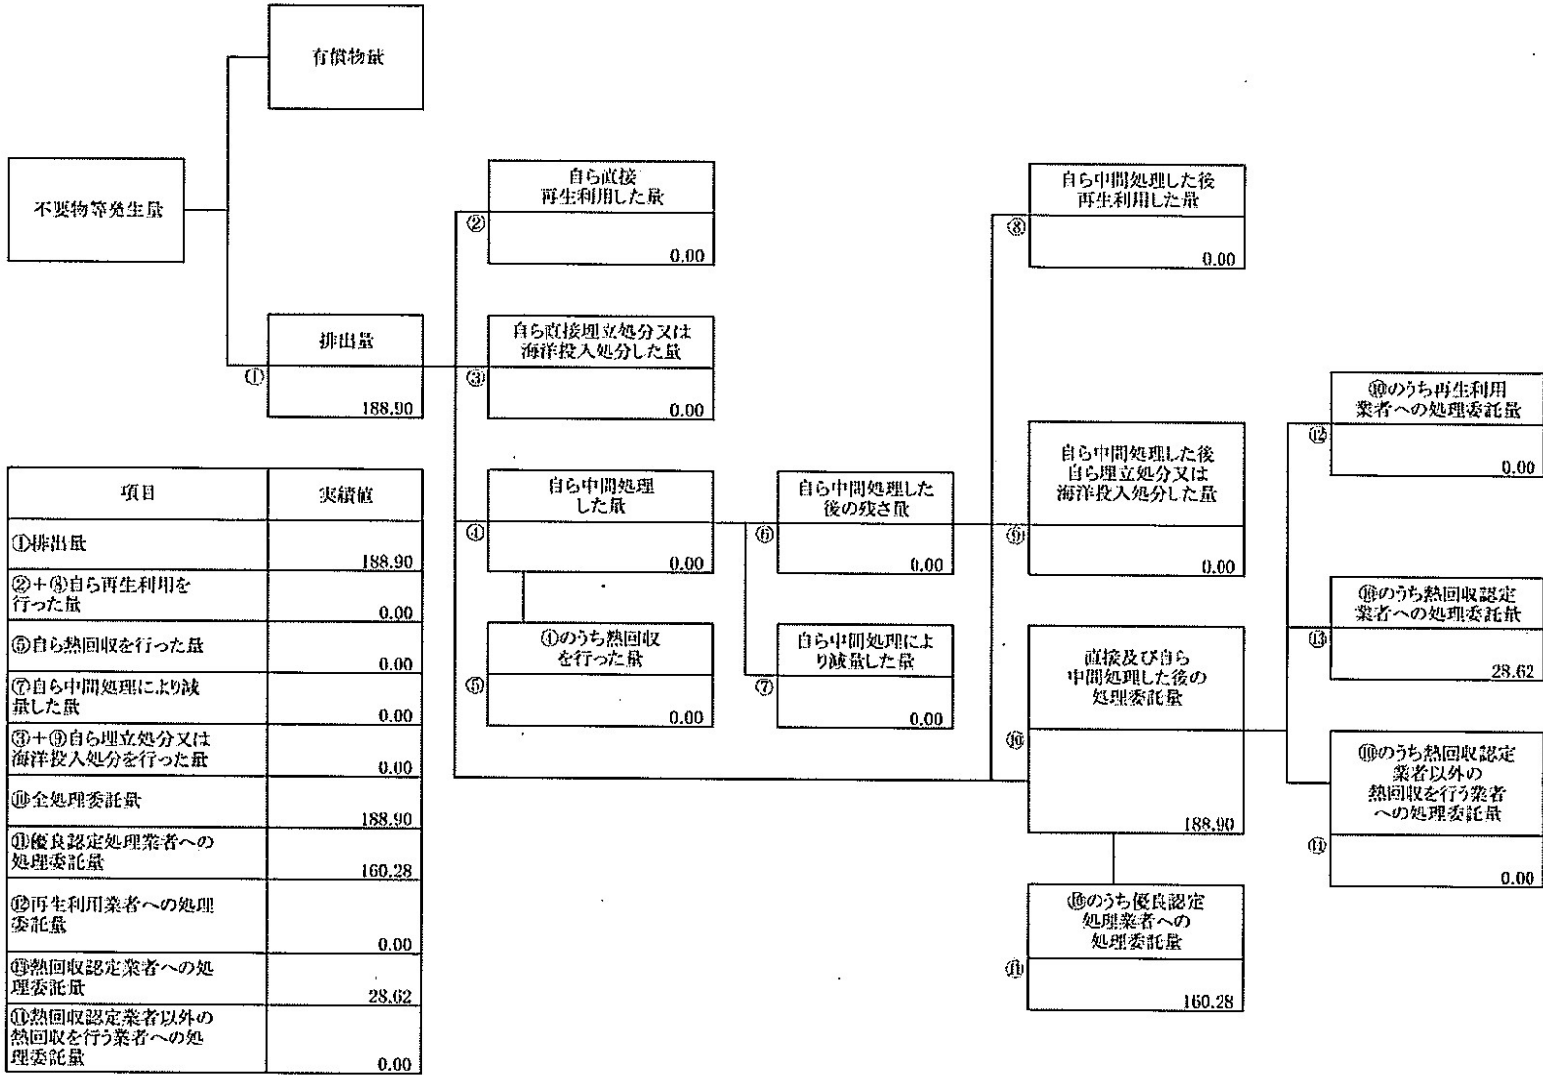 有償物量
不要物等発生量
排出量
①
188.90
自ら直接
再生利用した量
②
0.00
自ら直接埋立処分又は
海洋投入処分した量
③
0.00
自ら中間処理
した量
④
0.00
④のうち熱回収
を行った量
⑤
0.00
自ら中間処理した
後の残さ量
⑥
0.00
自ら中間処理によ
り減量した量
⑦
0.00
自ら中間処理した後
再生利用した量
⑧
0.00
自ら中間処理した後
自ら埋立処分又は
海洋投入処分した量
⑨
0.00
直接及び自ら
中間処理した後の
処理委託量
⑩
188.90
⑩のうち優良認定
処理業者への
処理委託量
⑪
160.28
⑩のうち再生利用
業者への処理委託量
⑫
0.00
⑩のうち熱回収認定
業者への処理委託量
⑬
28.62
⑩のうち熱回収認定
業者以外の
熱回収を行う業者
への処理委託量
⑭
0.00
項目 実績値
①排出量
188.90
②+⑧自ら再生利用を
行った量
0.00
⑤自ら熱回収を行った量
0.00
⑦自ら中間処理により減
量した量
0.00
③+⑨自ら埋立処分又は
海洋投入処分を行った量
0.00
⑩全処理委託量
188.90
⑪優良認定処理業者への
処理委託量
160.28
⑫再生利用業者への処理
委託量
0.00
⑬熱回収認定業者への処
理委託量
28.62
⑭熱回収認定業者以外の
熱回収を行う業者への処
理委託量
0.00